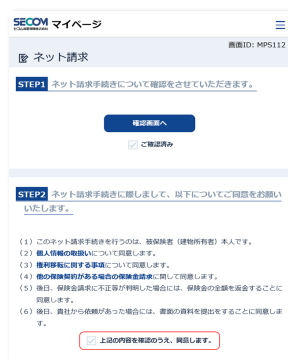 SECOM マイページ
セコム損害保険株式会社
画面ID: MPS112
ネット請求
STEP1 ネット請求手続きについて確認をさせていただきます。
確認画面へ
ご確認済み
STEP2 ネット請求手続きに際しまして、以下についてご同意をお願い
いたします。
(1)このネット請求手続きを行うのは、被保険者(建物所有者)本人です。
(2)個人情報の取扱いについて同意します。
(3)権利移転に関する事項について同意します。
(4)他の保険契約がある場合の保険金請求に関して同意します。
(5)後日、保険金請求に不正等が判明した場合には、保険金の全額を返金することに
同意します。
(6)後日、貴社から依頼があった場合には、書面の資料を提出をすることに同意しま
す。
上記の内容を確認のうえ、同意します。